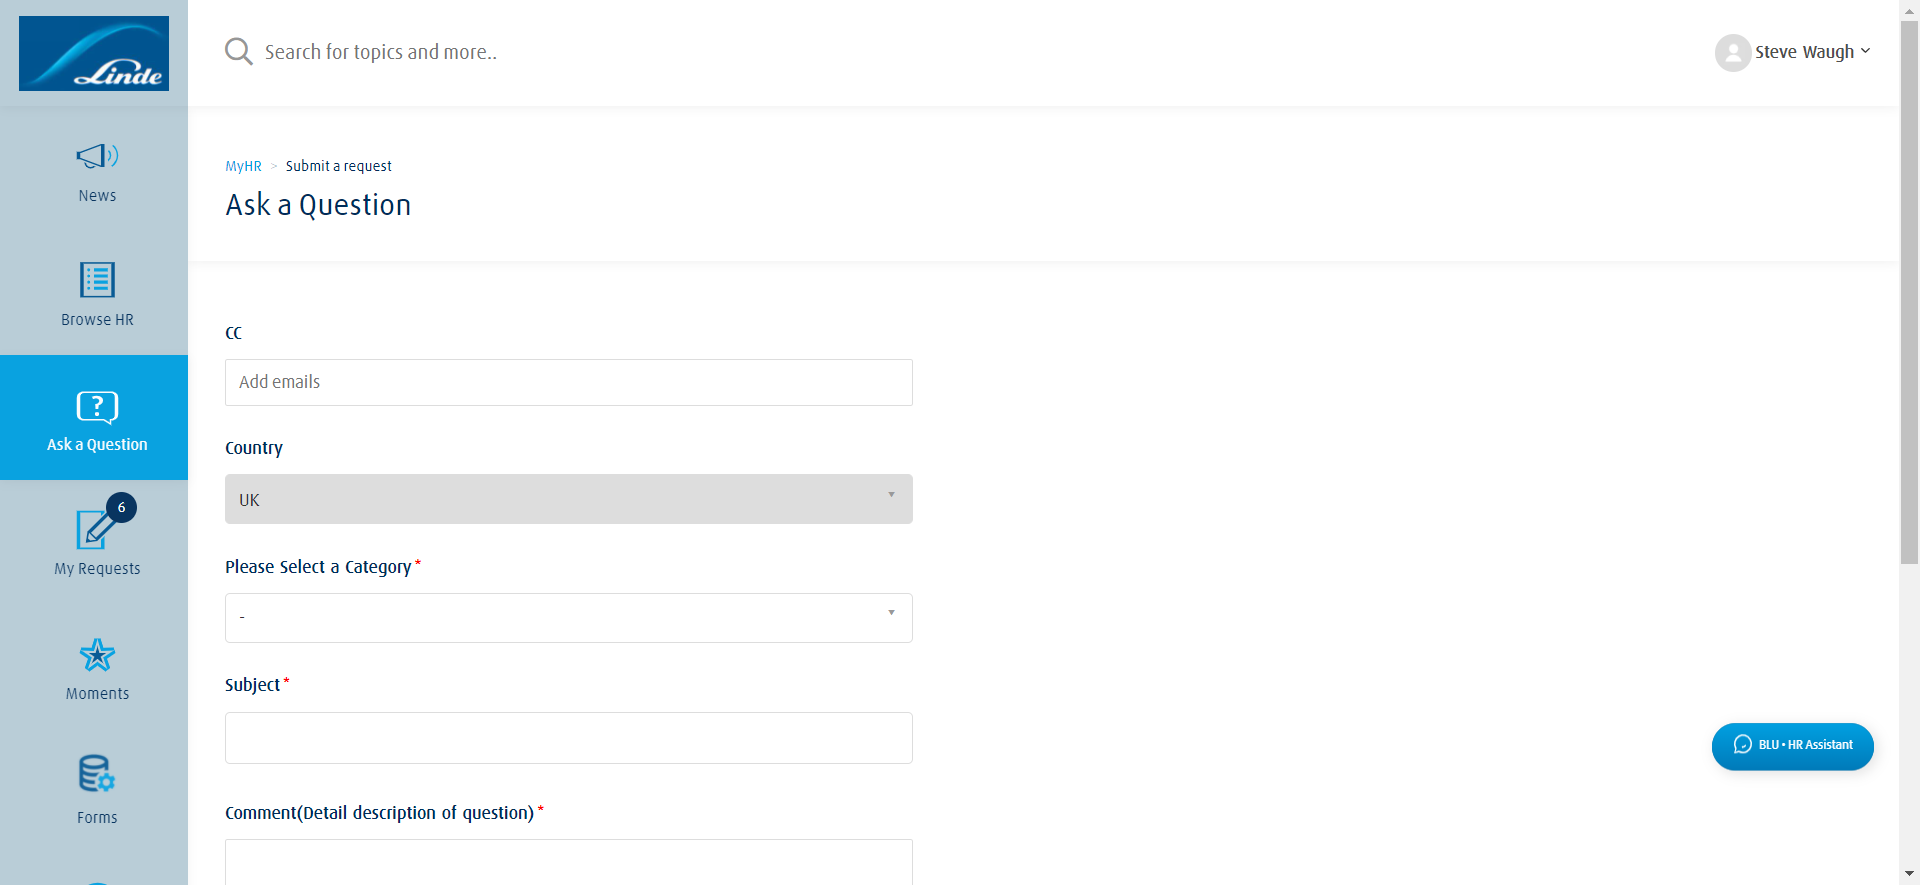 Linde
Search for topics and more..
Steve Waugh
News
Browse HR
Ask a Question
6
My Requests
Moments
Forms
MyHR > Submit a request
Ask a Question
CC
Add emails
Country
UK
Please Select a Category*
-
Subject*
Comment(Detail description of question)*
BLU • HR Assistant